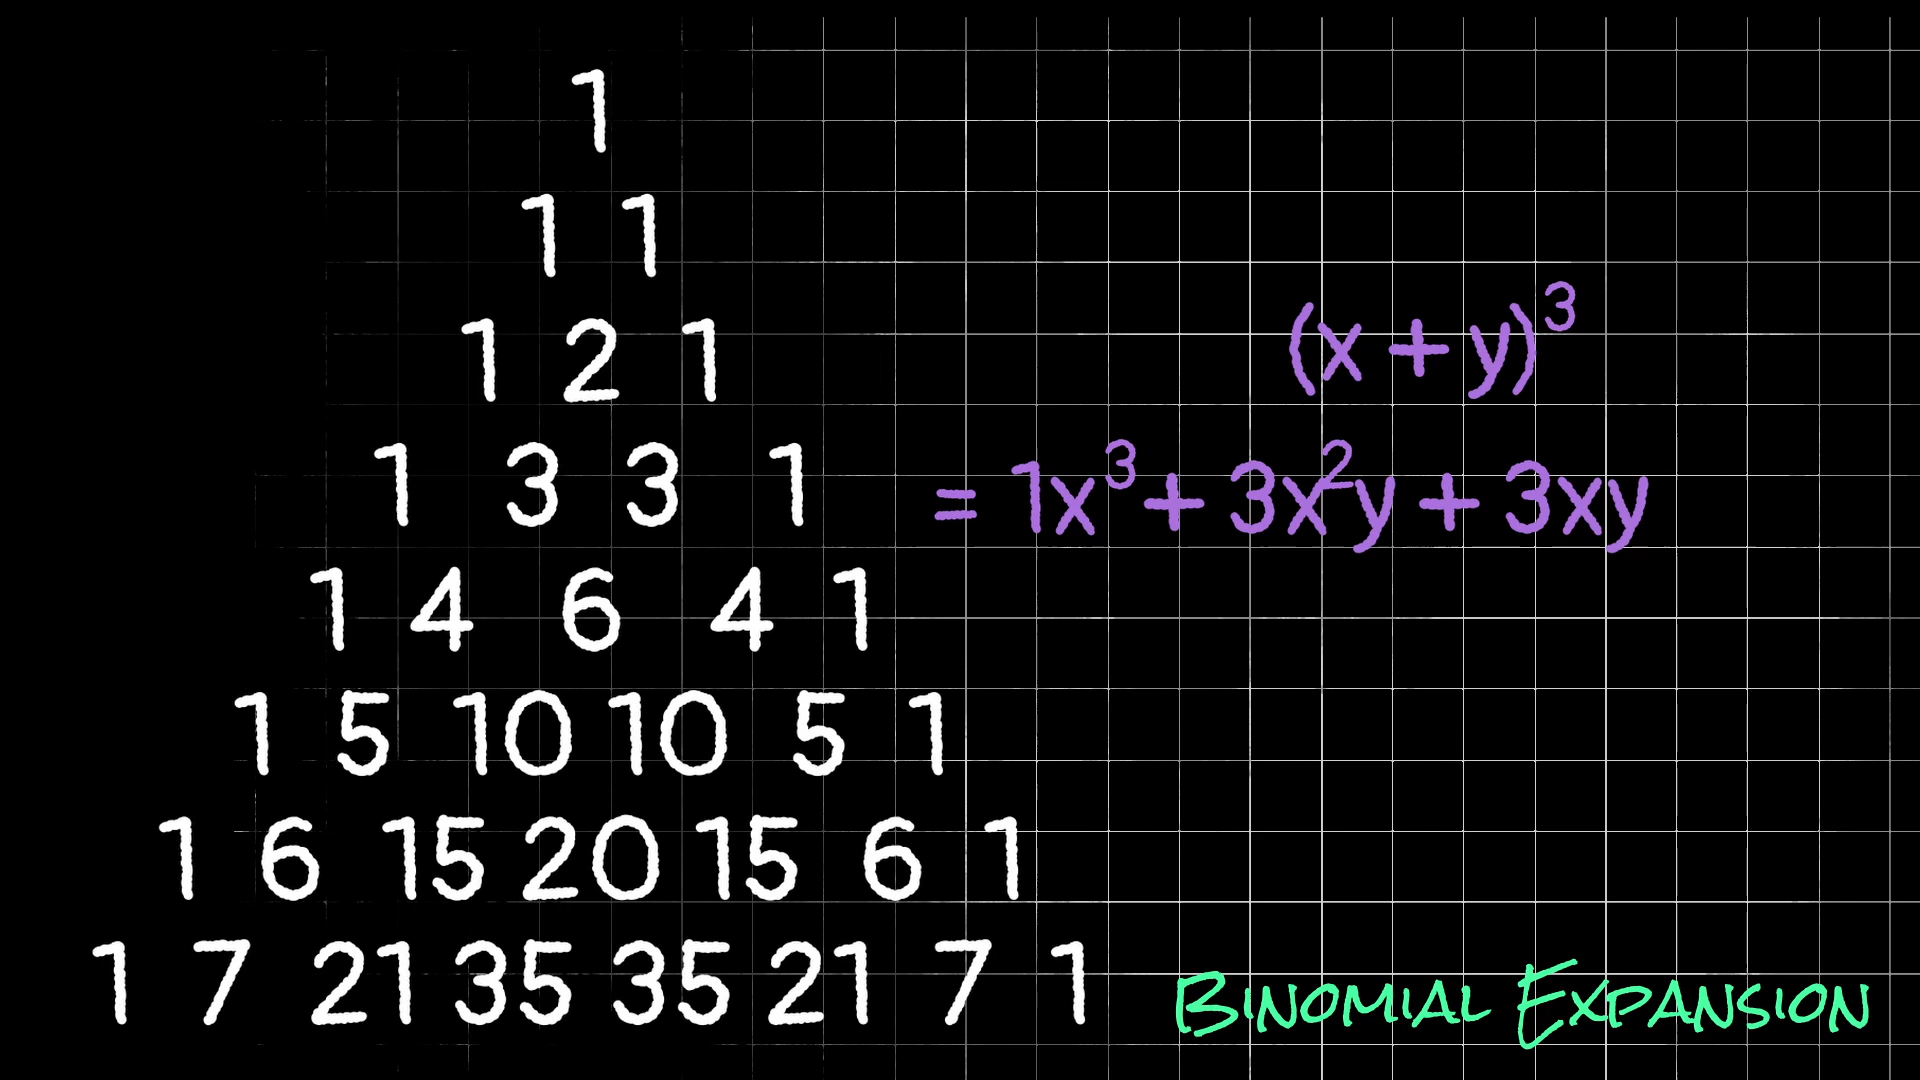 1
1 1
1 2 1
(x + y)³
1 3 3 1
= 1x³ + 3x²y + 3xy
1 4 6 4 1
1 5 10 10 5 1
1 6 15 20 15 6 1
1 7 21 35 35 21 7 1
Binomial Expansion